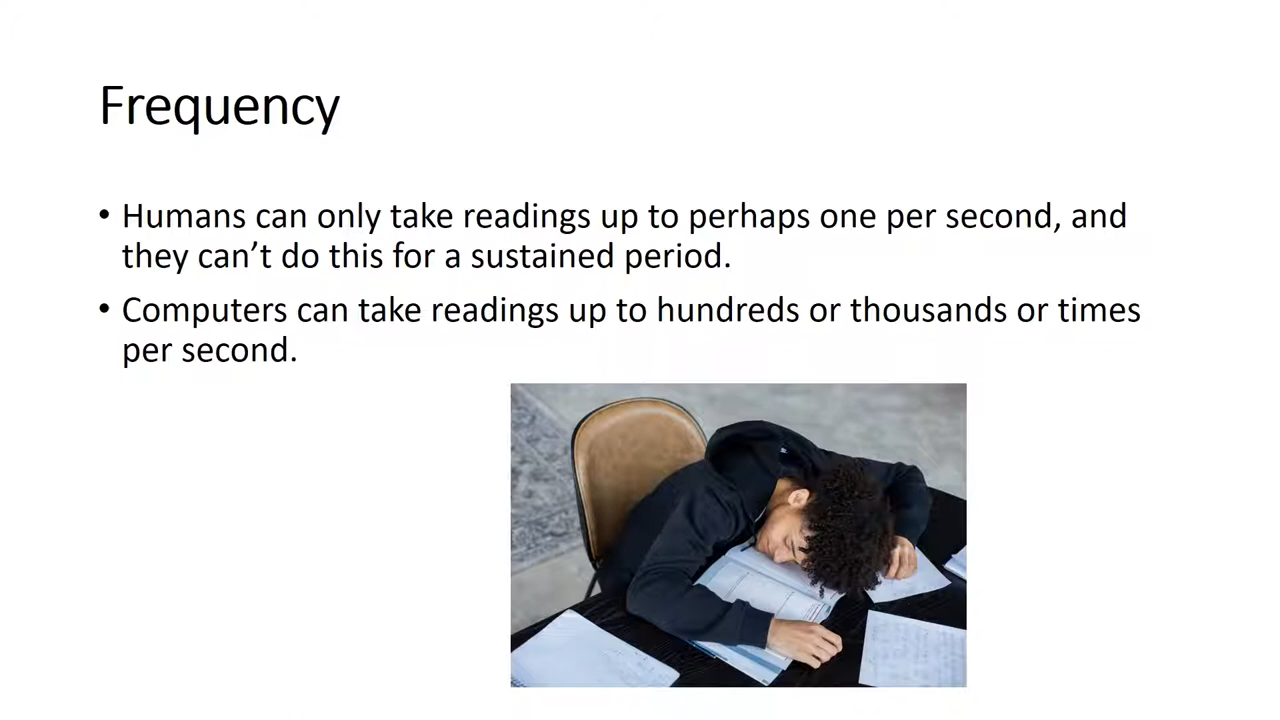 Frequency
• Humans can only take readings up to perhaps one per second, and
they can’t do this for a sustained period.
• Computers can take readings up to hundreds or thousands or times
per second.